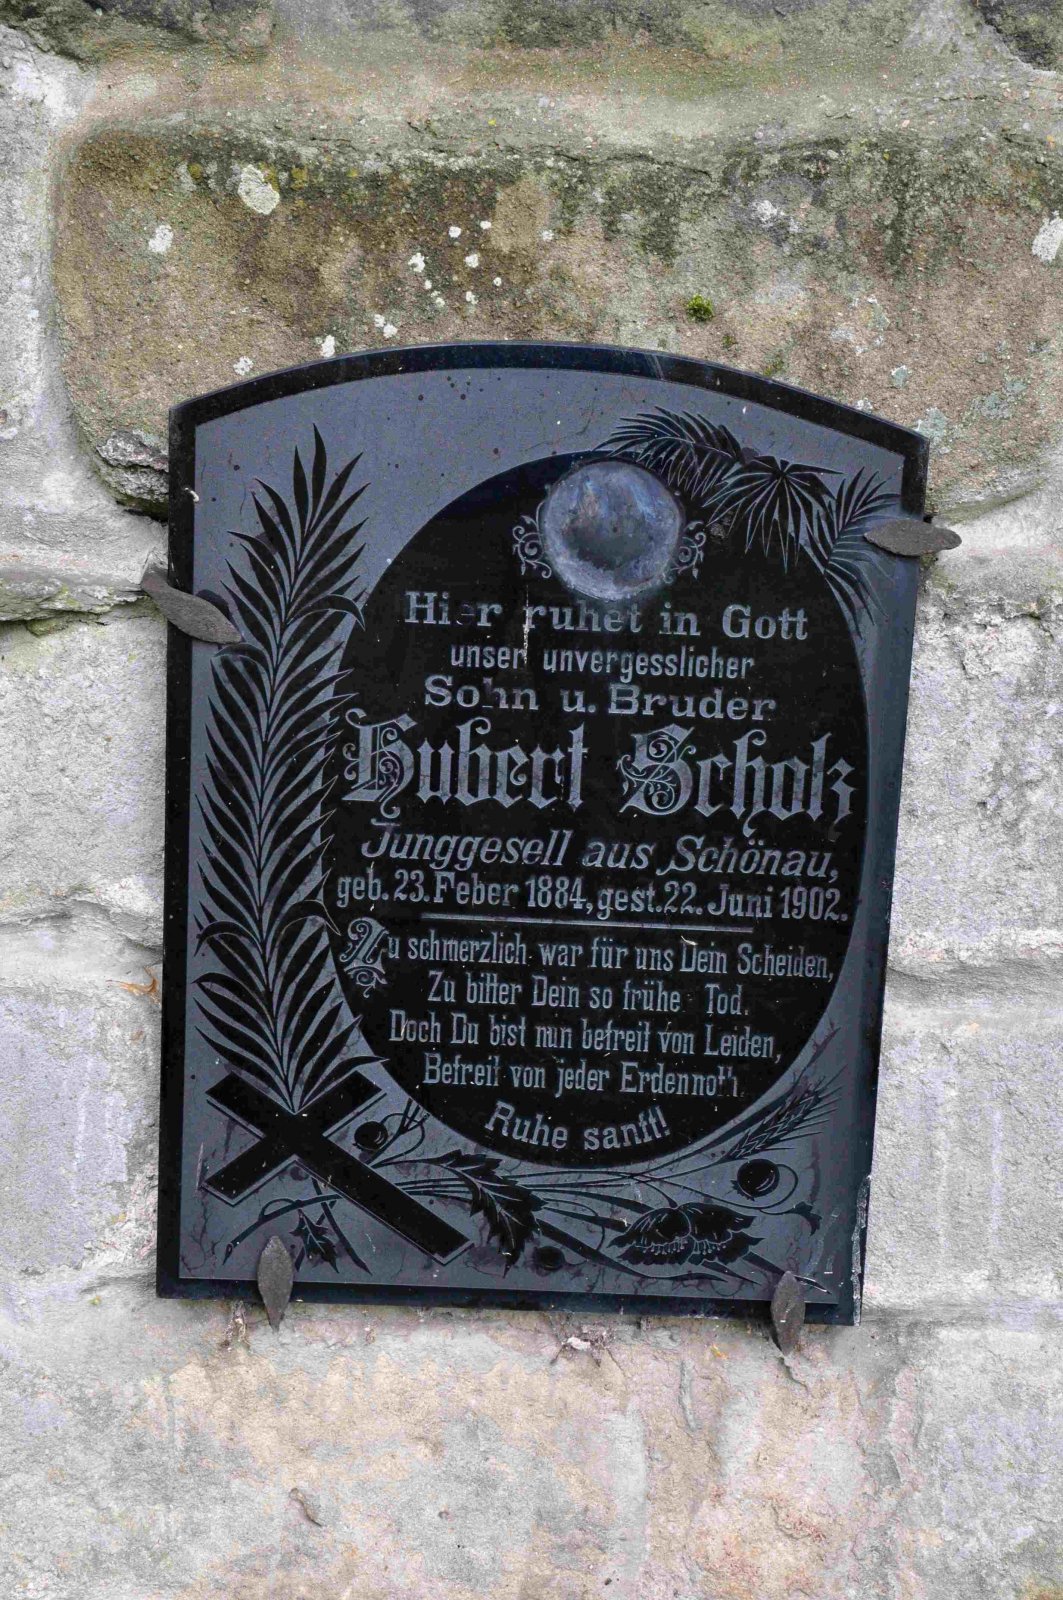 Hier ruhet in Gott
unser unvergesslicher
Sohn u. Bruder
Hubert Scholz
Junggesell aus Schönau,
geb. 23. Feber 1884, gest. 22. Juni 1902.
Zu schmerzlich war für uns Dein Scheiden,
Zu bitter Dein so frühe Tod.
Doch Du bist nun befreit von Leiden,
Befreit von jeder Erdennoth.
Ruhe sanft!